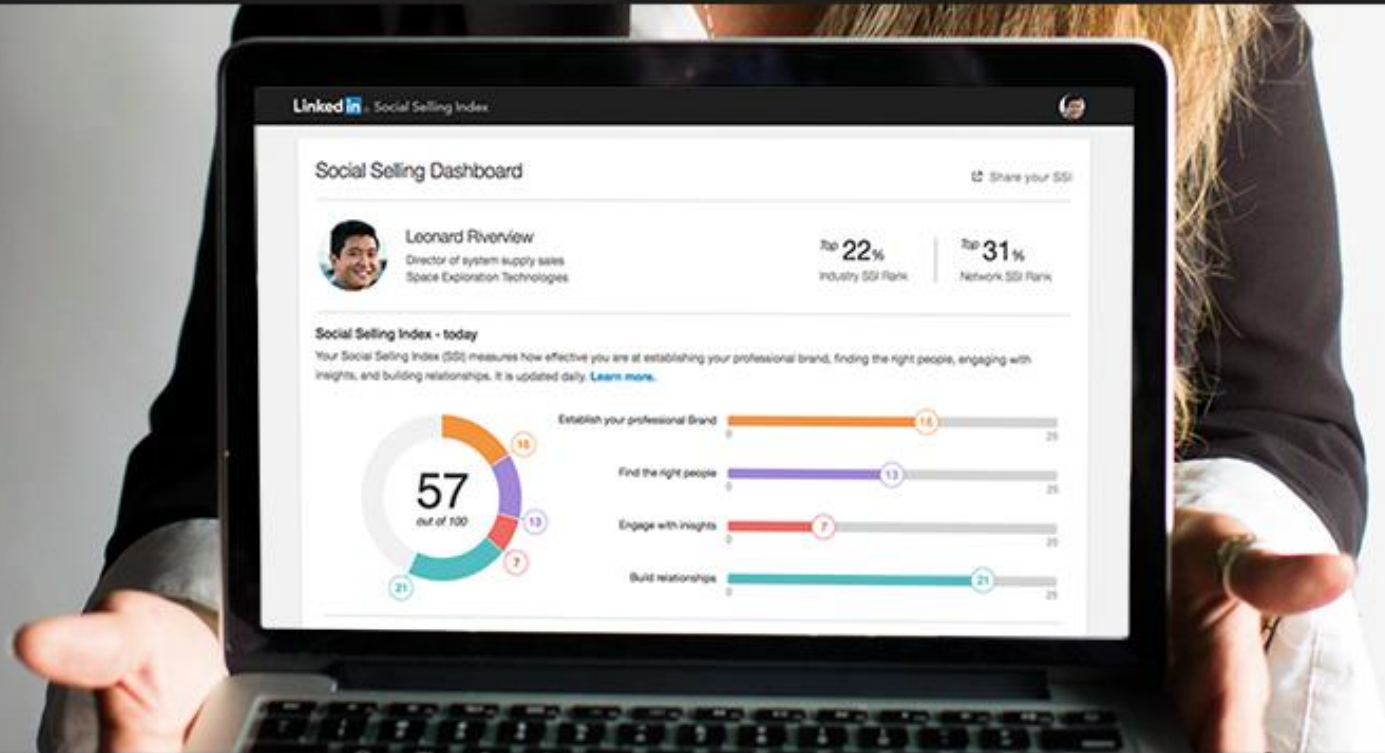 Linked in Social Selling Index
Social Selling Dashboard
Share your SSI
Leonard Riverview
Director of system supply sales
Space Exploration Technologies
Top 22%
Industry SSI Rank
Top 31%
Network SSI Rank
Social Selling Index - today
Your Social Selling Index (SSI) measures how effective you are at establishing your professional brand, finding the right people, engaging with
insights, and building relationships. It is updated daily. Learn more.
57
out of 100
16
13
7
21
Establish your professional Brand
16
0
25
Find the right people
13
0
25
Engage with inisghts
7
0
25
Build relationships
21
0
25